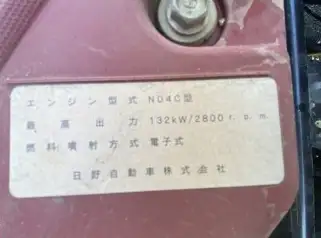 エンジン型式 N04C型
最高出力 132kW/2800r.p.m.
燃料噴射方式 電子式
日野自動車株式会社